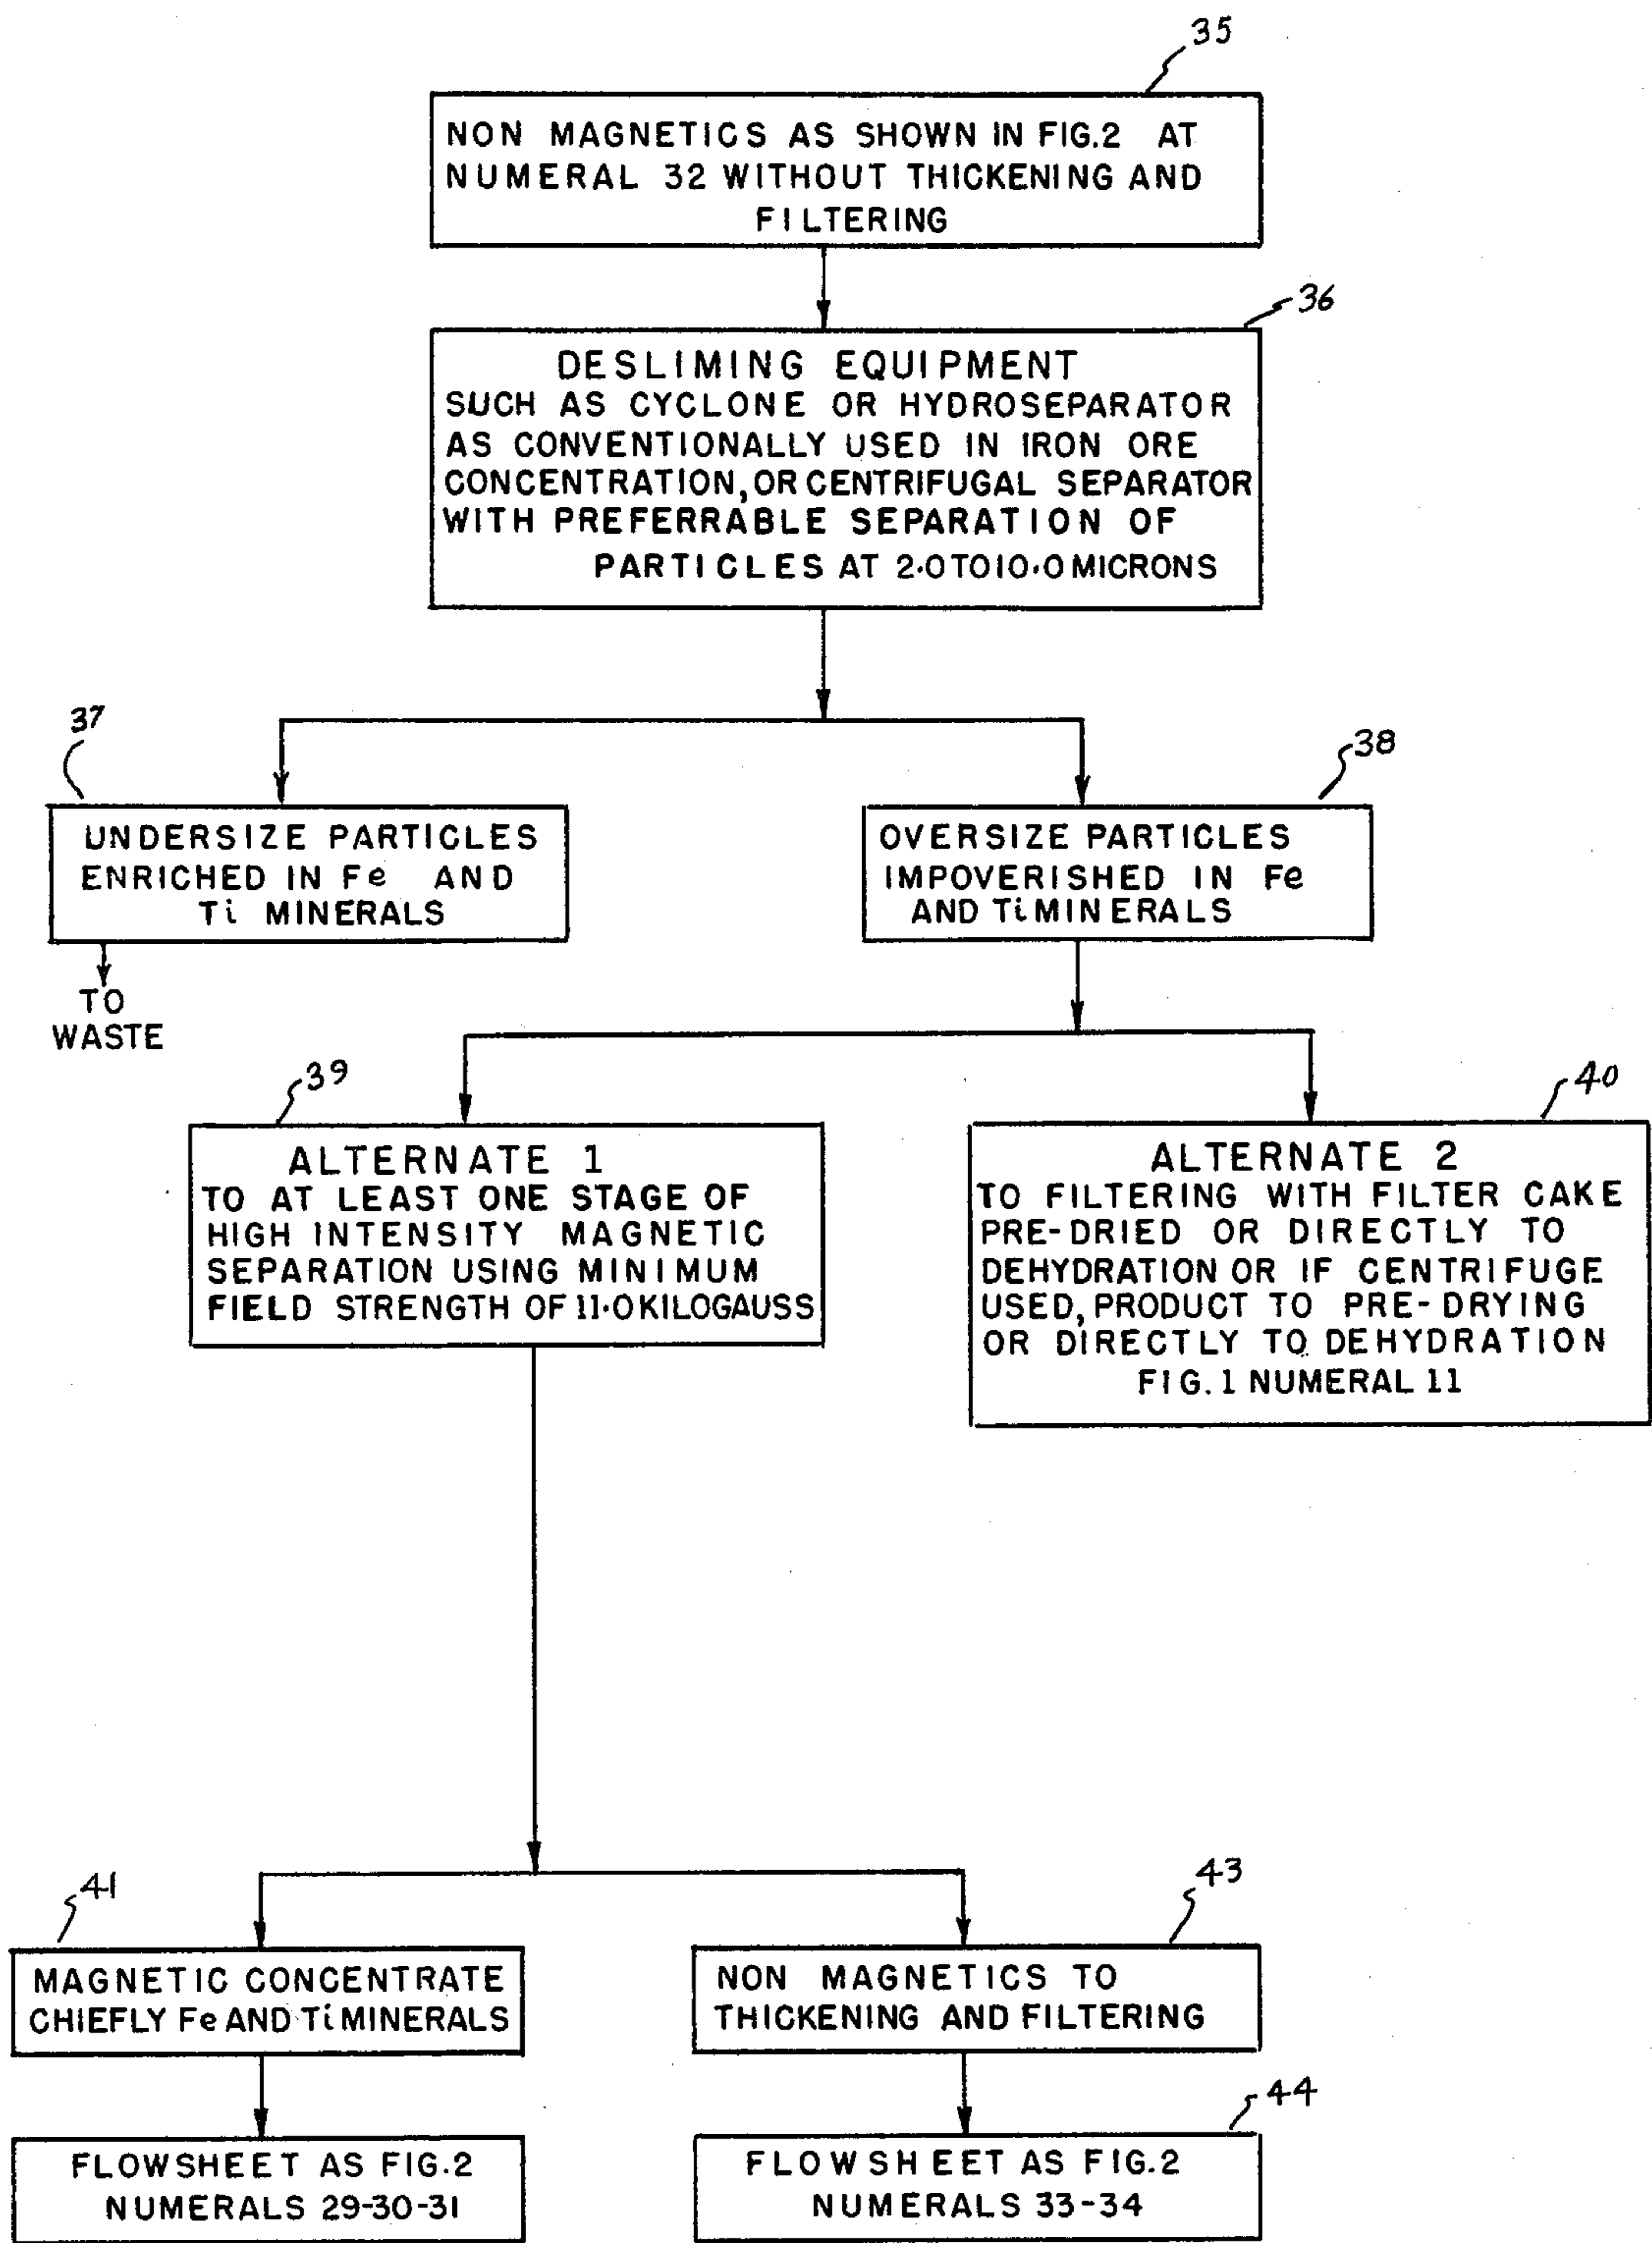 35
NON MAGNETICS AS SHOWN IN FIG.2 AT
NUMERAL 32 WITHOUT THICKENING AND
FILTERING
36
DESLIMING EQUIPMENT
SUCH AS CYCLONE OR HYDROSEPARATOR
AS CONVENTIONALLY USED IN IRON ORE
CONCENTRATION, OR CENTRIFUGAL SEPARATOR
WITH PREFERRABLE SEPARATION OF
PARTICLES AT 2.0 TO 10.0 MICRONS
37
UNDERSIZE PARTICLES
ENRICHED IN Fe AND
Ti MINERALS
TO
WASTE
38
OVERSIZE PARTICLES
IMPOVERISHED IN Fe
AND Ti MINERALS
39
ALTERNATE 1
TO AT LEAST ONE STAGE OF
HIGH INTENSITY MAGNETIC
SEPARATION USING MINIMUM
FIELD STRENGTH OF 11.0 KILOGAUSS
40
ALTERNATE 2
TO FILTERING WITH FILTER CAKE
PRE-DRIED OR DIRECTLY TO
DEHYDRATION OR IF CENTRIFUGE
USED, PRODUCT TO PRE-DRYING
OR DIRECTLY TO DEHYDRATION
FIG. 1 NUMERAL 11
41
MAGNETIC CONCENTRATE
CHIEFLY Fe AND Ti MINERALS
43
NON MAGNETICS TO
THICKENING AND FILTERING
FLOWSHEET AS FIG.2
NUMERALS 29-30-31
44
FLOWSHEET AS FIG.2
NUMERALS 33-34